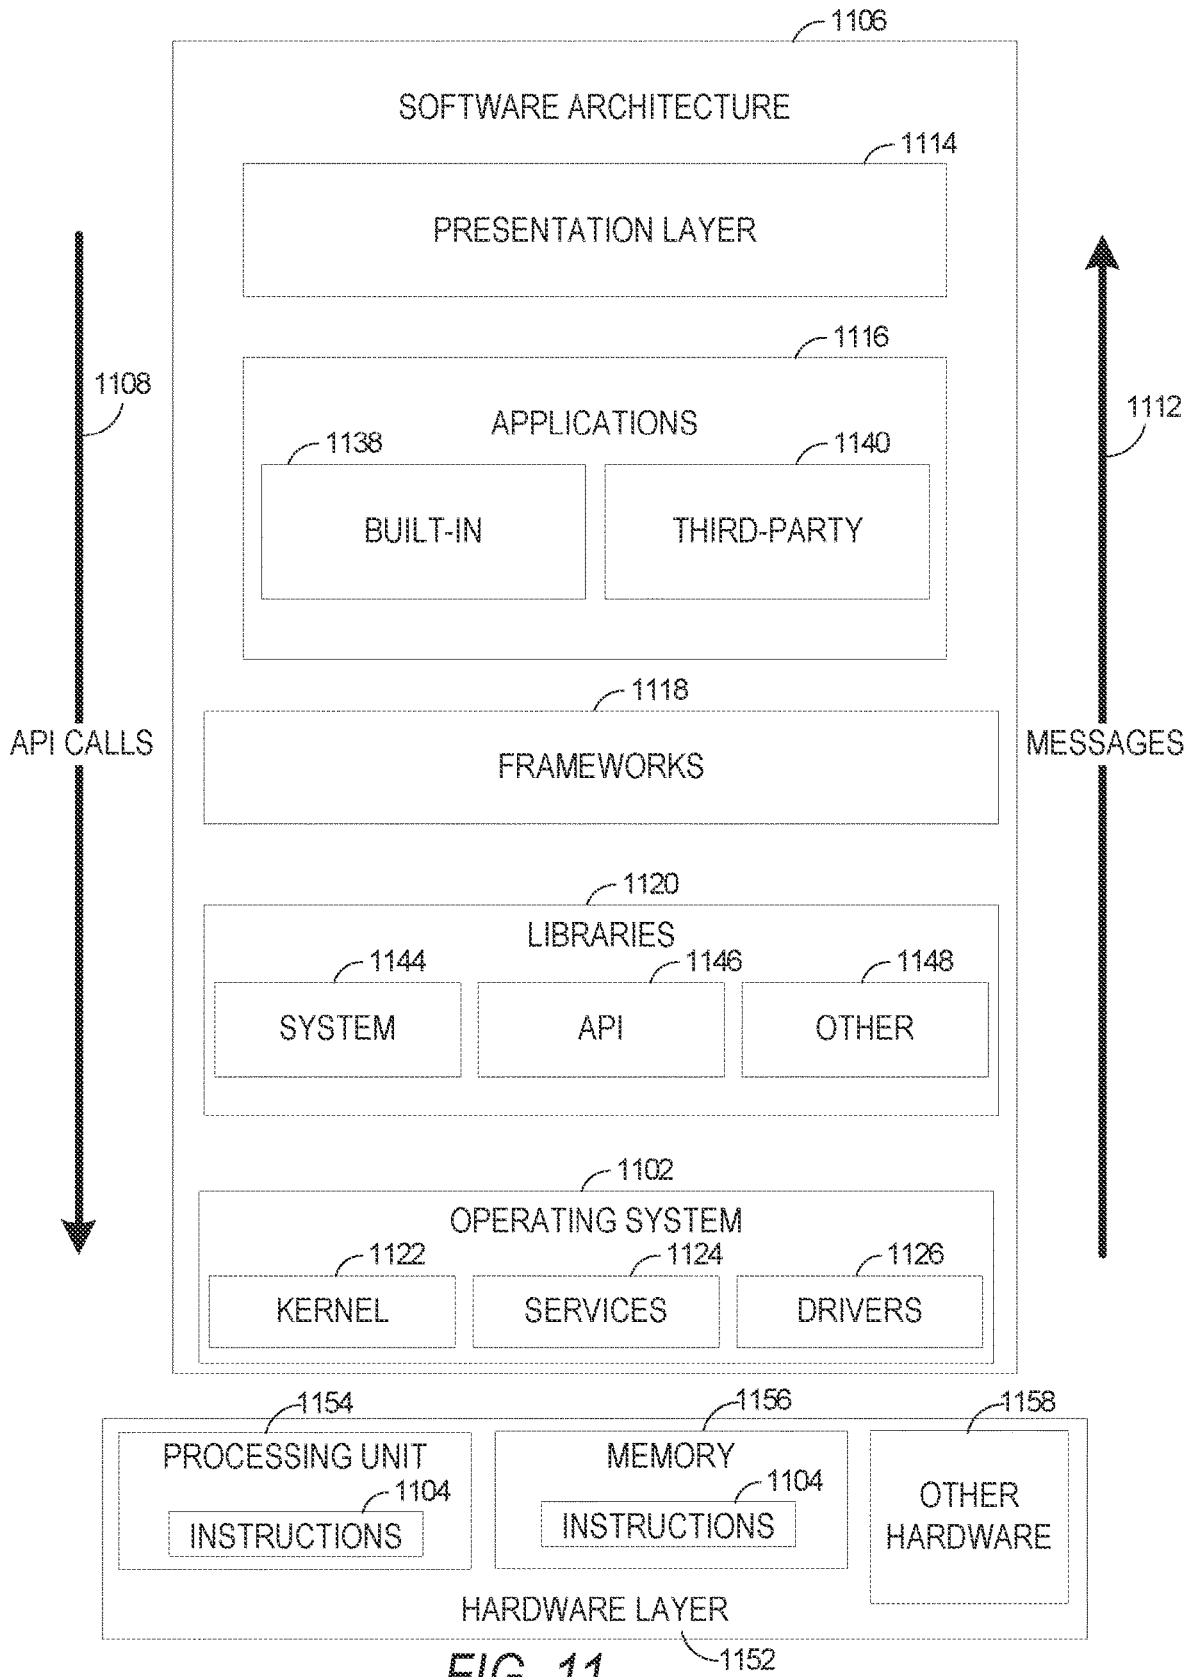 1106
SOFTWARE ARCHITECTURE
1114
PRESENTATION LAYER
1116
APPLICATIONS
1138
BUILT-IN
1140
THIRD-PARTY
1108
API CALLS
1112
MESSAGES
1118
FRAMEWORKS
1120
LIBRARIES
1144
SYSTEM
1146
API
1148
OTHER
1102
OPERATING SYSTEM
1122
KERNEL
1124
SERVICES
1126
DRIVERS
1154
PROCESSING UNIT
1104
INSTRUCTIONS
1156
MEMORY
1104
INSTRUCTIONS
1158
OTHER
HARDWARE
HARDWARE LAYER
1152
FIG. 11